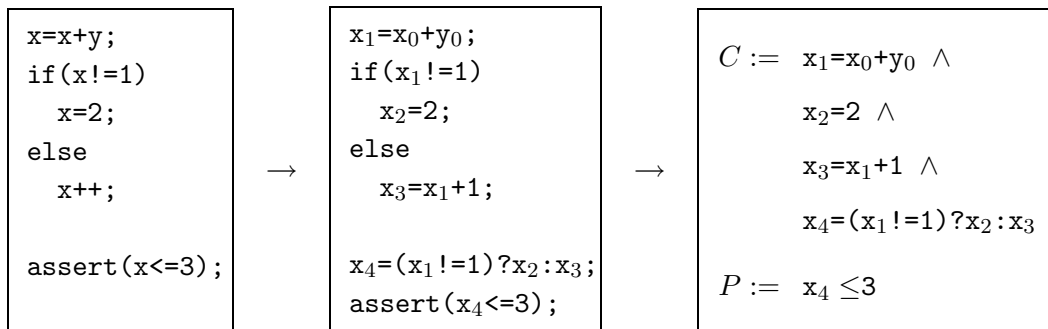 x=x+y;
if(x!=1)
x=2;
else
x++;
assert(x<=3);
→
x₁=x₀+y₀;
if(x₁!=1)
x₂=2;
else
x₃=x₁+1;
x₄=(x₁!=1)?x₂:x₃;
assert(x₄<=3);
→
C := x₁=x₀+y₀ ∧
x₂=2 ∧
x₃=x₁+1 ∧
x₄=(x₁!=1)?x₂:x₃
P := x₄ ≤3